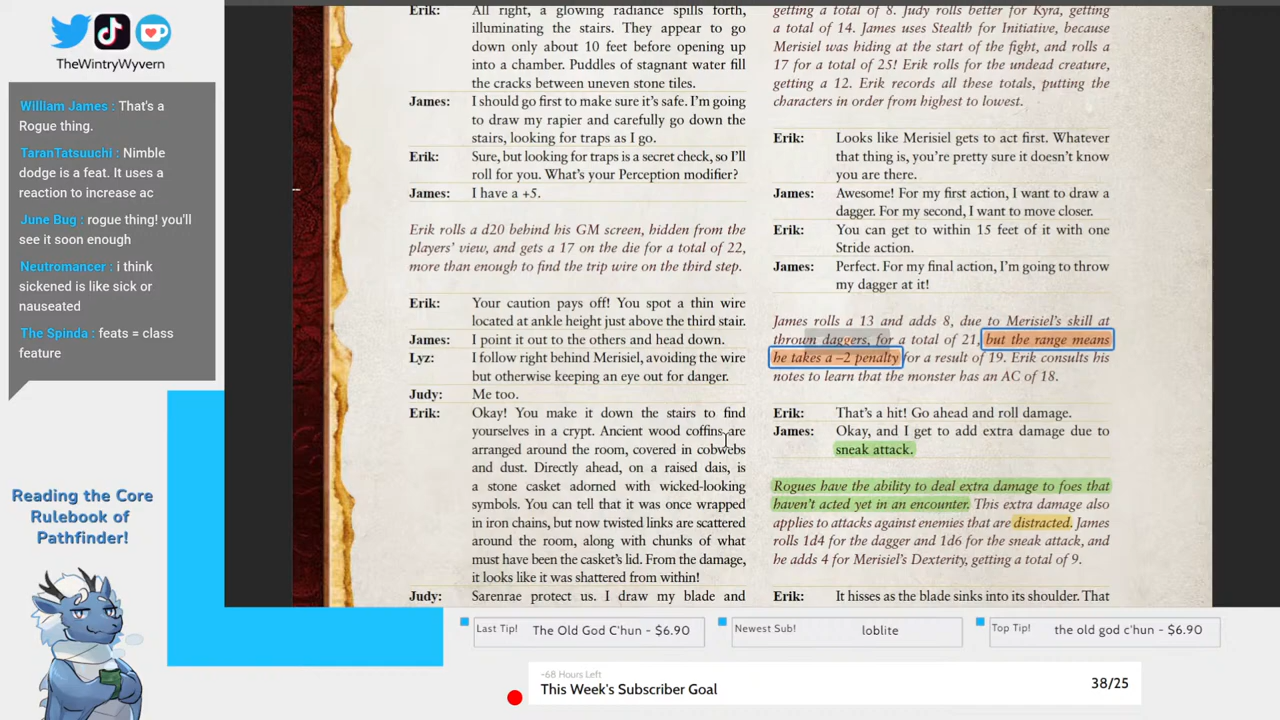 TheWintryWyvern
William James : That's a
Rogue thing.
TaranTatsuuchi : Nimble
dodge is a feat. It uses a
reaction to increase ac
June Bug : rogue thing! you'll
see it soon enough
Neutromancer : i think
sickened is like sick or
nauseated
The Spinda : feats = class
feature
Reading the Core
Rulebook of
Pathfinder!
Erik: All right, a glowing radiance spills forth,
illuminating the stairs. They appear to go
down only about 10 feet before opening up
into a chamber. Puddles of stagnant water fill
the cracks between uneven stone tiles.
James: I should go first to make sure it's safe. I'm going
to draw my rapier and carefully go down the
stairs, looking for traps as I go.
Erik: Sure, but looking for traps is a secret check, so I'll
roll for you. What's your Perception modifier?
James: I have a +5.
Erik rolls a d20 behind his GM screen, hidden from the
players' view, and gets a 17 on the die for a total of 22,
more than enough to find the trip wire on the third step.
Erik: Your caution pays off! You spot a thin wire
located at ankle height just above the third stair.
James: I point it out to the others and head down.
Lyz: I follow right behind Merisiel, avoiding the wire
but otherwise keeping an eye out for danger.
Judy: Me too.
Erik: Okay! You make it down the stairs to find
yourselves in a crypt. Ancient wood coffins are
arranged around the room, covered in cobwebs
and dust. Directly ahead, on a raised dais, is
a stone casket adorned with wicked-looking
symbols. You can tell that it was once wrapped
in iron chains, but now twisted links are scattered
around the room, along with chunks of what
must have been the casket's lid. From the damage,
it looks like it was shattered from within!
Judy: Sarenrae protect us. I draw my blade and
getting a total of 8. Judy rolls better for Kyra, getting
a total of 14. James uses Stealth for Initiative, because
Merisiel was hiding at the start of the fight, and rolls a
17 for a total of 25! Erik rolls for the undead creature,
getting a 12. Erik records all these totals, putting the
characters in order from highest to lowest.
Erik: Looks like Merisiel gets to act first. Whatever
that thing is, you're pretty sure it doesn't know
you are there.
James: Awesome! For my first action, I want to draw a
dagger. For my second, I want to move closer.
Erik: You can get to within 15 feet of it with one
Stride action.
James: Perfect. For my final action, I'm going to throw
my dagger at it!
James rolls a 13 and adds 8, due to Merisiel's skill at
thrown daggers, for a total of 21, but the range means
he takes a –2 penalty for a result of 19. Erik consults his
notes to learn that the monster has an AC of 18.
Erik: That's a hit! Go ahead and roll damage.
James: Okay, and I get to add extra damage due to
sneak attack.
Rogues have the ability to deal extra damage to foes that
haven't acted yet in an encounter. This extra damage also
applies to attacks against enemies that are distracted. James
rolls 1d4 for the dagger and 1d6 for the sneak attack, and
he adds 4 for Merisiel's Dexterity, getting a total of 9.
Erik: It hisses as the blade sinks into its shoulder. That
Last Tip! The Old God C'hun - $6.90
Newest Sub! loblite
Top Tip! the old god c'hun - $6.90
-68 Hours Left
This Week's Subscriber Goal
38/25